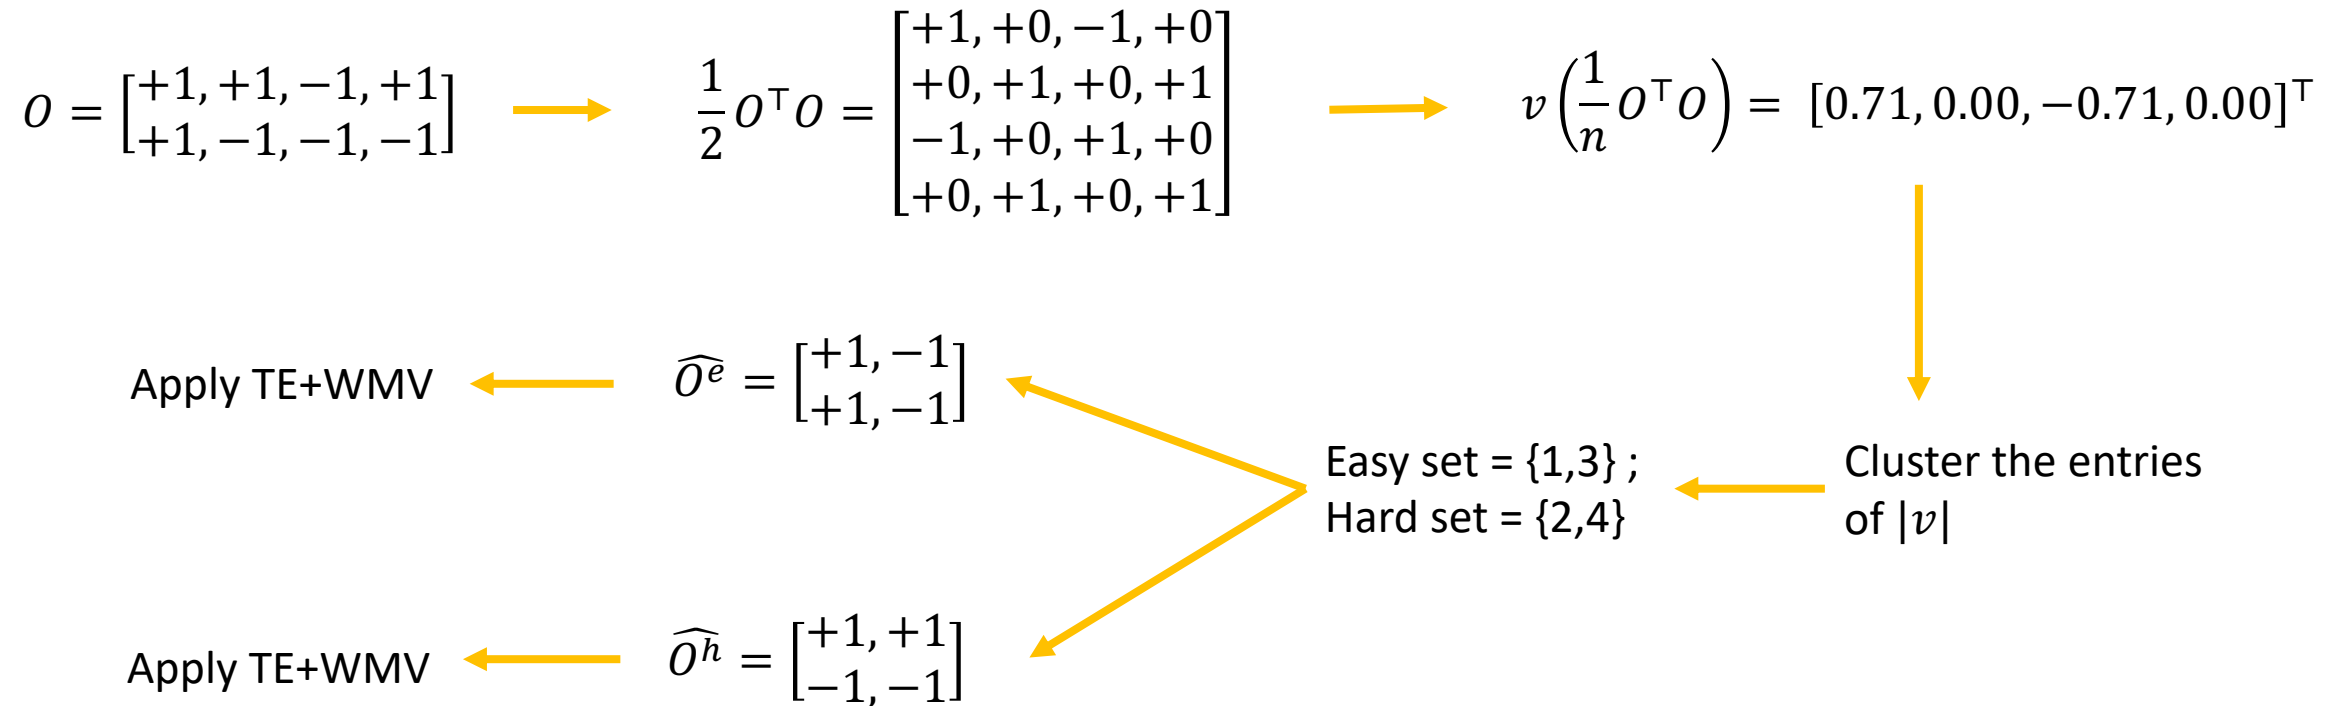 O = [+1, +1, −1, +1
+1, −1, −1, −1]
1/2 O⊤O = [+1, +0, −1, +0
+0, +1, +0, +1
−1, +0, +1, +0
+0, +1, +0, +1]
v(1/n O⊤O) = [0.71, 0.00, −0.71, 0.00]⊤
Cluster the entries
of |v|
Easy set = {1,3} ;
Hard set = {2,4}
Ô^e = [+1, −1
+1, −1]
Apply TE+WMV
Ô^h = [+1, +1
−1, −1]
Apply TE+WMV